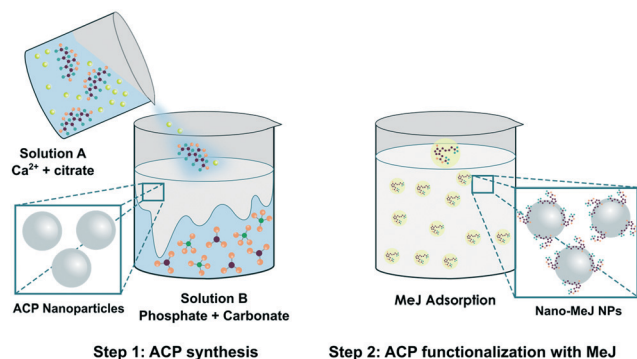 Solution A
Ca²⁺ + citrate
ACP Nanoparticles
Solution B
Phosphate + Carbonate
MeJ Adsorption
Nano-MeJ NPs
Step 1: ACP synthesis
Step 2: ACP functionalization with MeJ